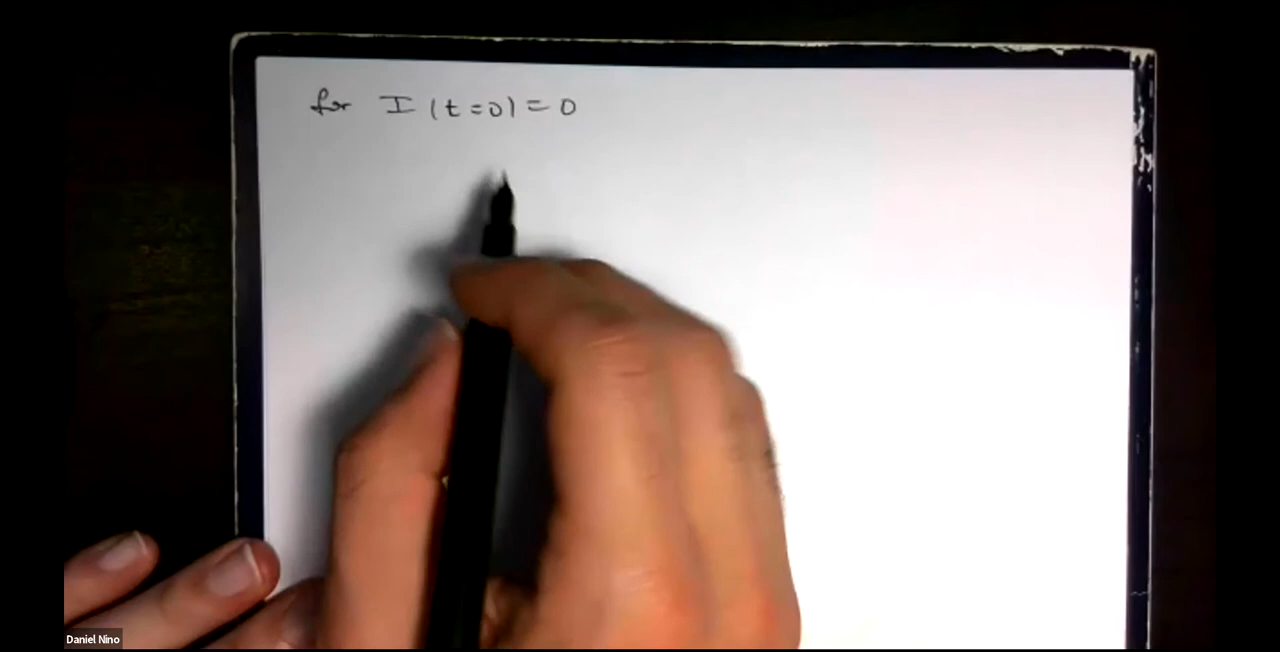 for I (t=0) = 0
Daniel Nino